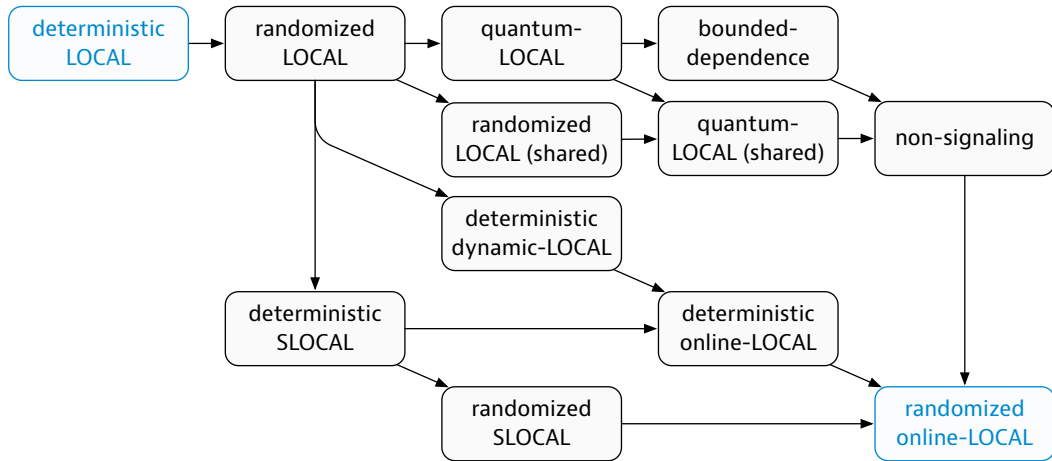 deterministic
LOCAL
randomized
LOCAL
quantum-
LOCAL
bounded-
dependence
randomized
LOCAL (shared)
quantum-
LOCAL (shared)
non-signaling
deterministic
dynamic-LOCAL
deterministic
SLOCAL
deterministic
online-LOCAL
randomized
SLOCAL
randomized
online-LOCAL